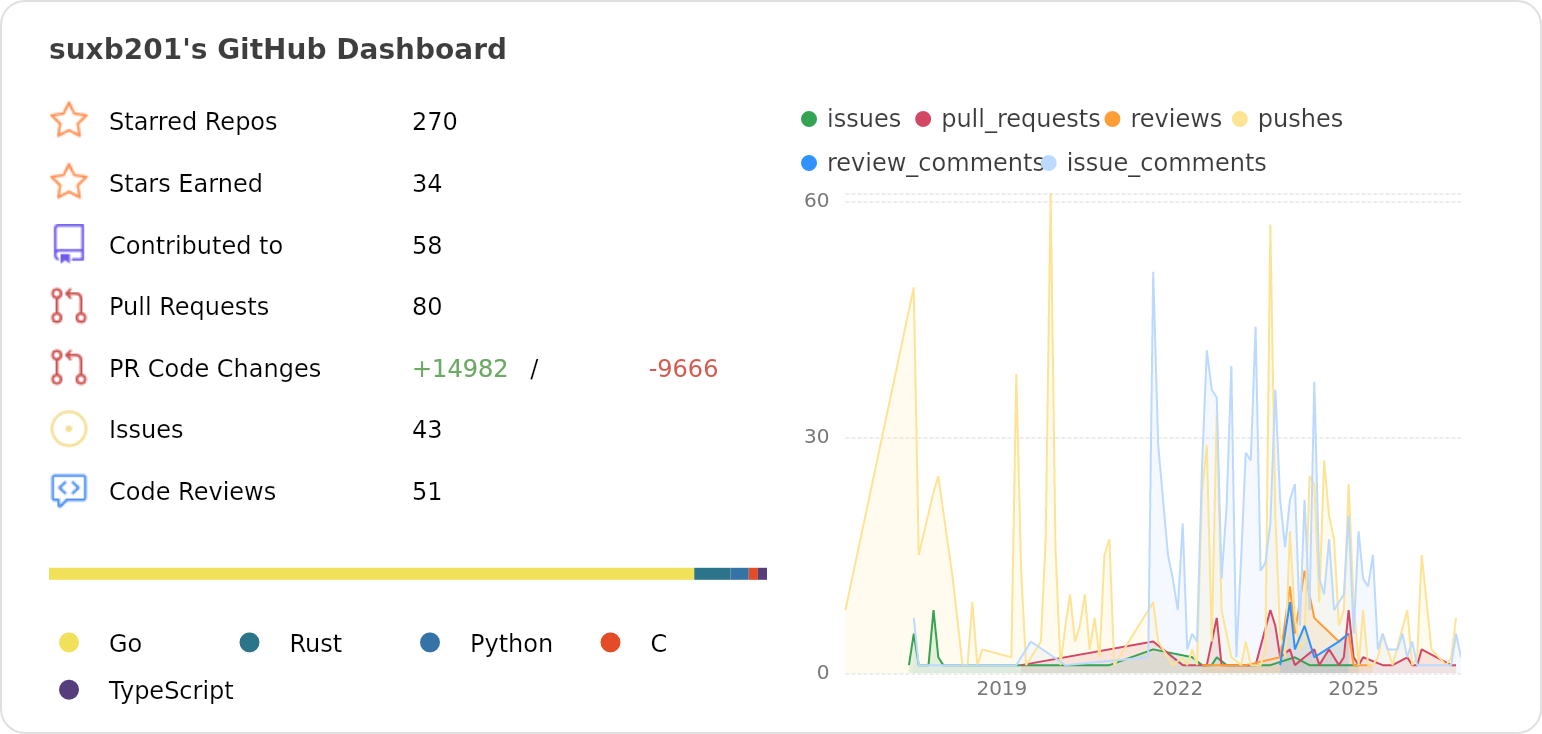 suxb201's GitHub Dashboard
Starred Repos 270
Stars Earned 34
Contributed to 58
Pull Requests 80
PR Code Changes +14982 / -9666
Issues 43
Code Reviews 51
Go Rust Python C
TypeScript
issues pull_requests reviews pushes
review_comments issue_comments
60
30
0
2019 2022 2025